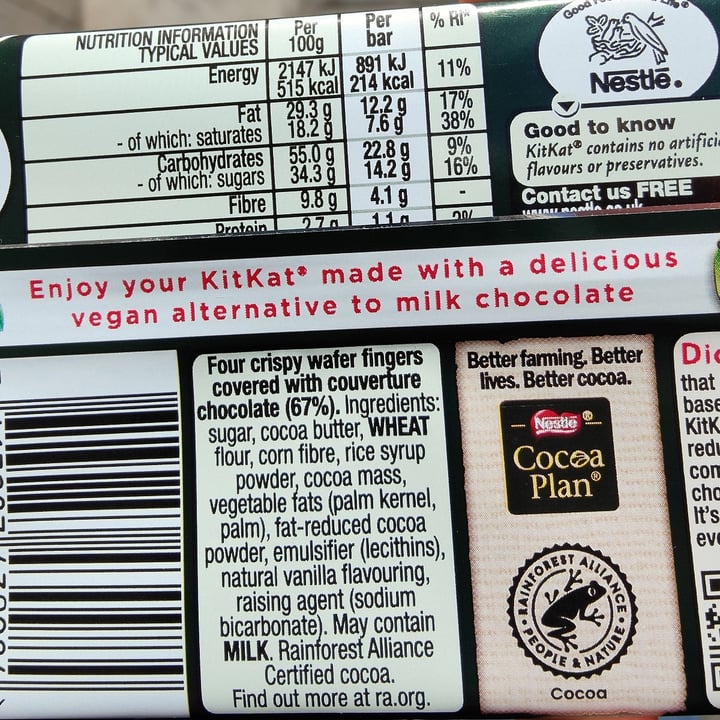 NUTRITION INFORMATION Per Per % RI*
TYPICAL VALUES 100g bar
Energy 2147 kJ 891 kJ 11%
515 kcal 214 kcal
Fat 29.3 g 12.2 g 17%
- of which: saturates 18.2 g 7.6 g 38%
Carbohydrates 55.0 g 22.8 g 9%
- of which: sugars 34.3 g 14.2 g 16%
Fibre 9.8 g 4.1 g -
Protein
Good
Nestlé®
Good to know
KitKat® contains no
flavours or preservatives.
Contact us FREE
Enjoy your KitKat® made with a delicious
vegan alternative to milk chocolate
Four crispy wafer fingers
covered with couverture
chocolate (67%). Ingredients:
sugar, cocoa butter, WHEAT
flour, corn fibre, rice syrup
powder, cocoa mass,
vegetable fats (palm kernel,
palm), fat-reduced cocoa
powder, emulsifier (lecithins),
natural vanilla flavouring,
raising agent (sodium
bicarbonate). May contain
MILK. Rainforest Alliance
Certified cocoa.
Find out more at ra.org.
Better farming. Better
lives. Better cocoa.
Nestlé®
Cocoa
Plan®
RAINFOREST ALLIANCE
PEOPLE & NATURE
Cocoa
that
KitK
It's